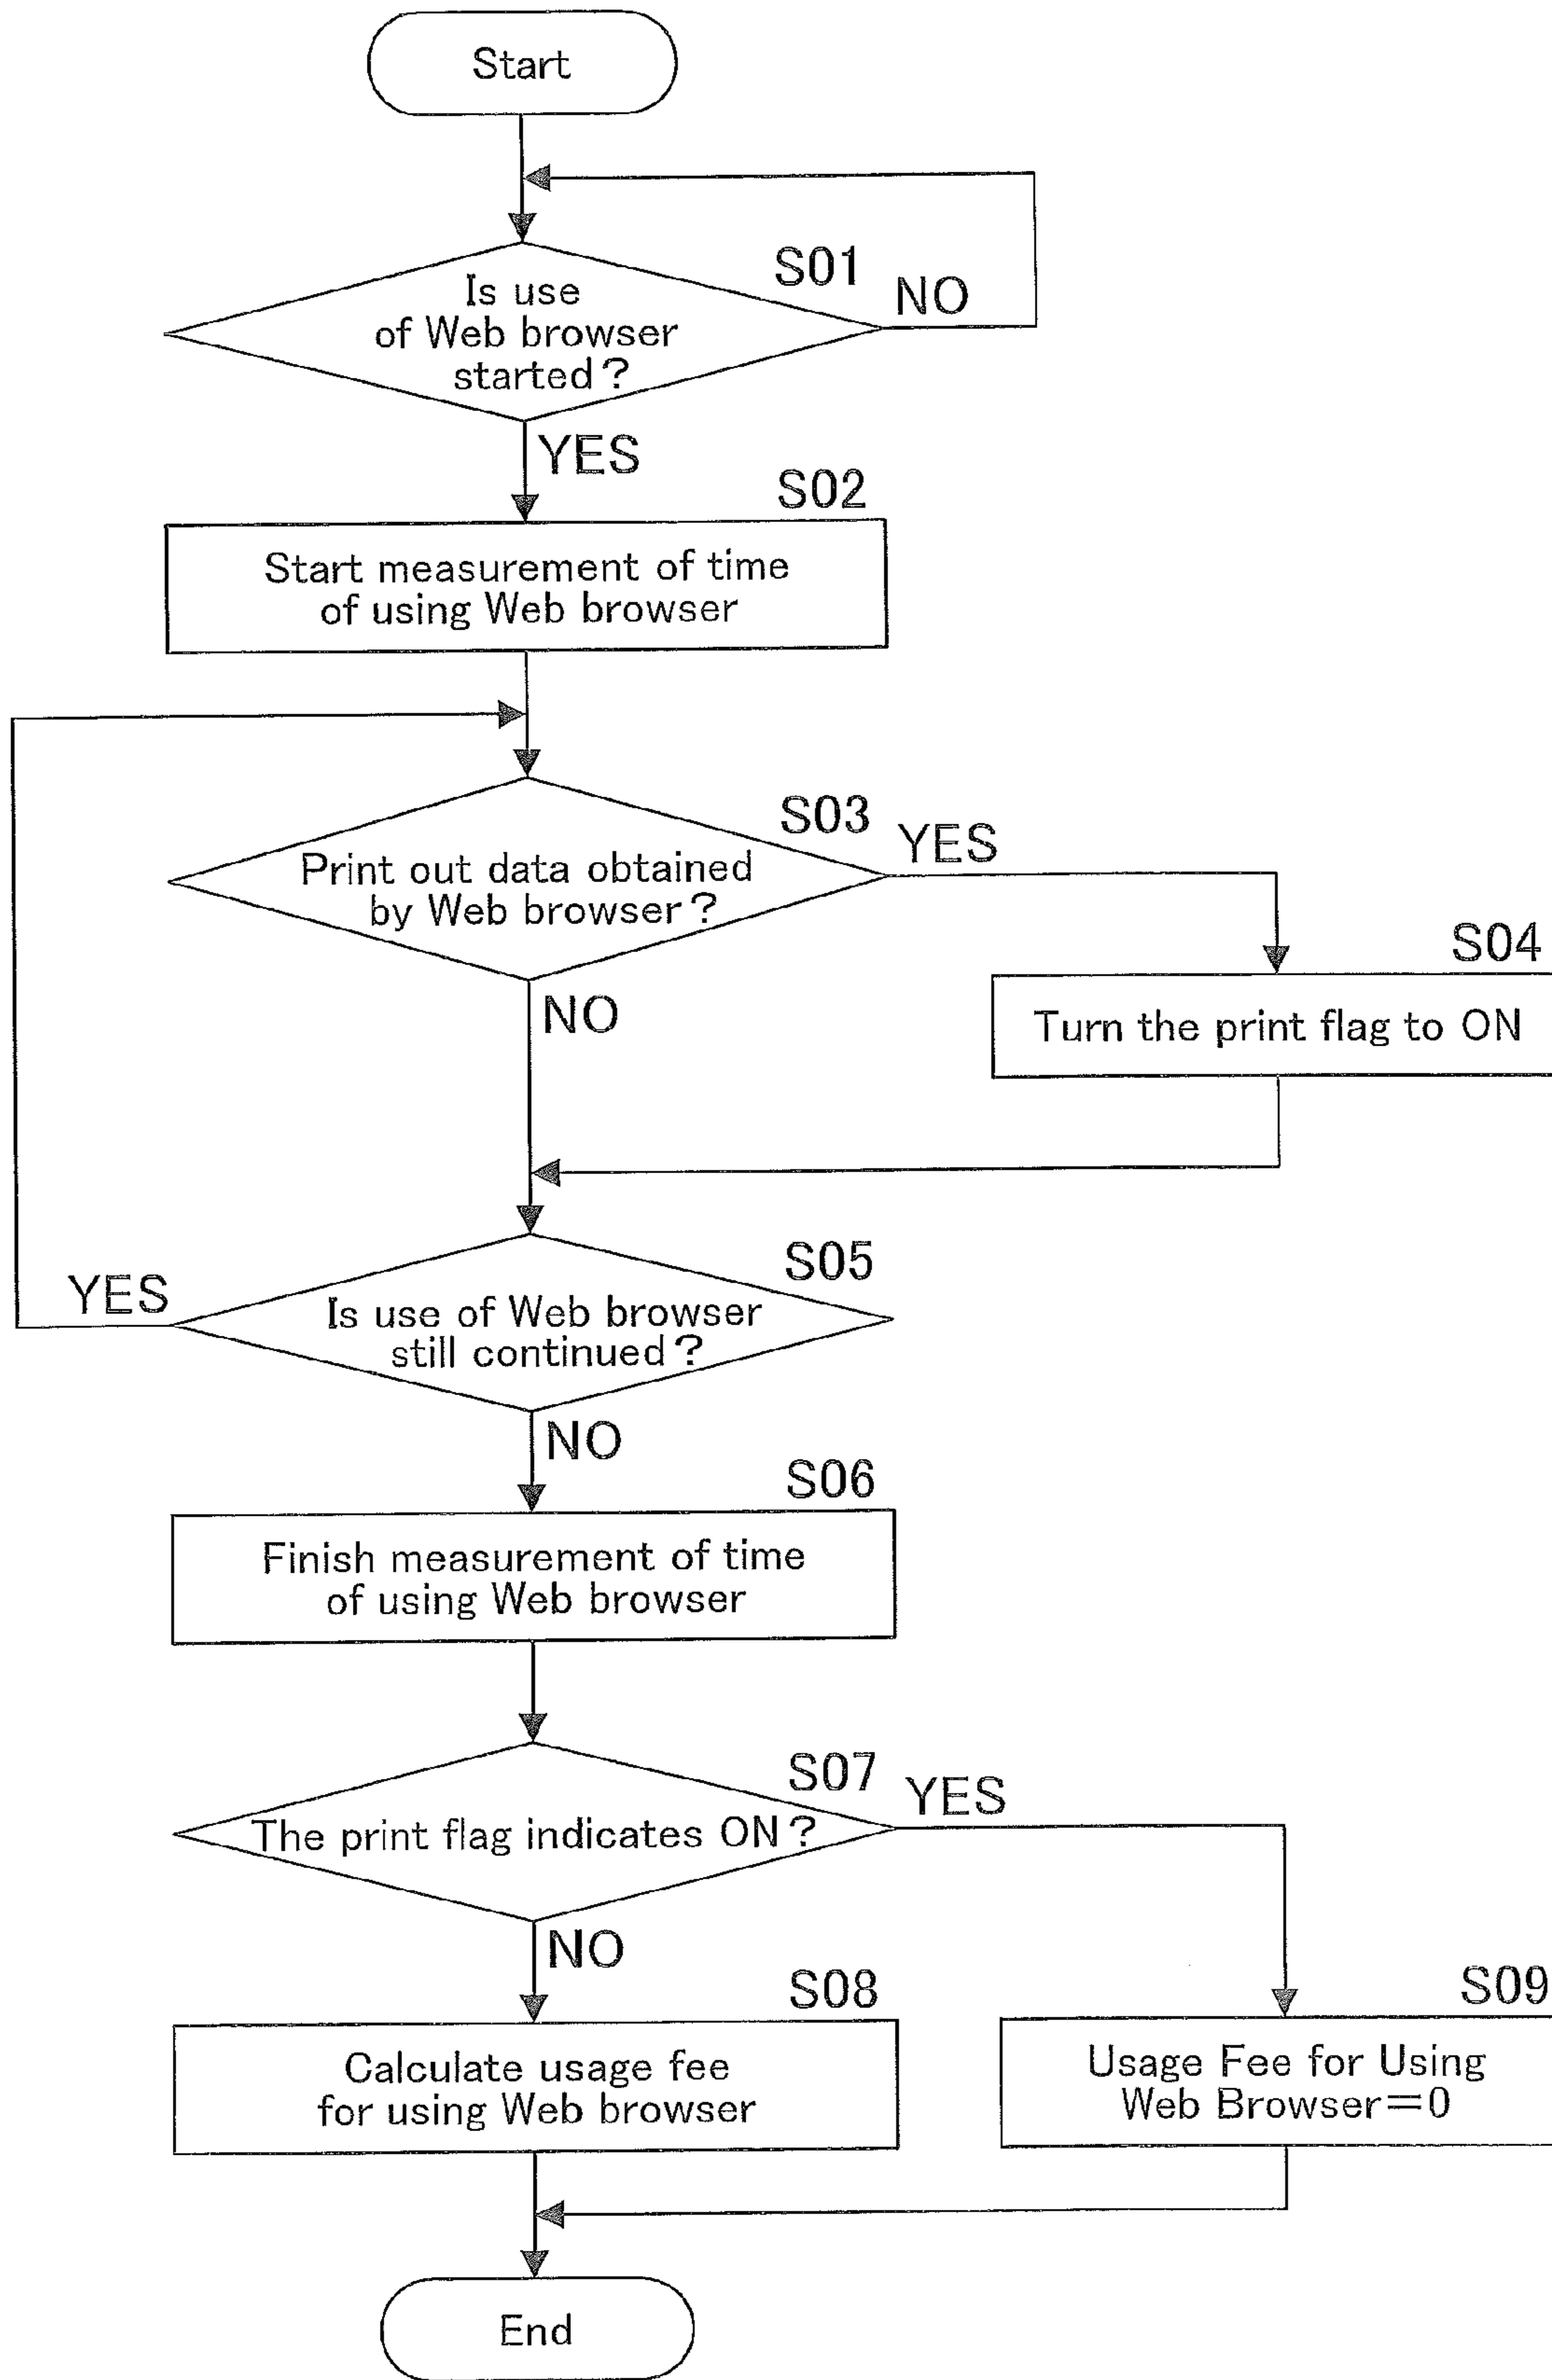 Start
S01
Is use
of Web browser
started?
NO
YES
S02
Start measurement of time
of using Web browser
S03
Print out data obtained
by Web browser?
YES
NO
S04
Turn the print flag to ON
S05
Is use of Web browser
still continued?
YES
NO
S06
Finish measurement of time
of using Web browser
S07
The print flag indicates ON?
YES
NO
S08
Calculate usage fee
for using Web browser
S09
Usage Fee for Using
Web Browser=0
End